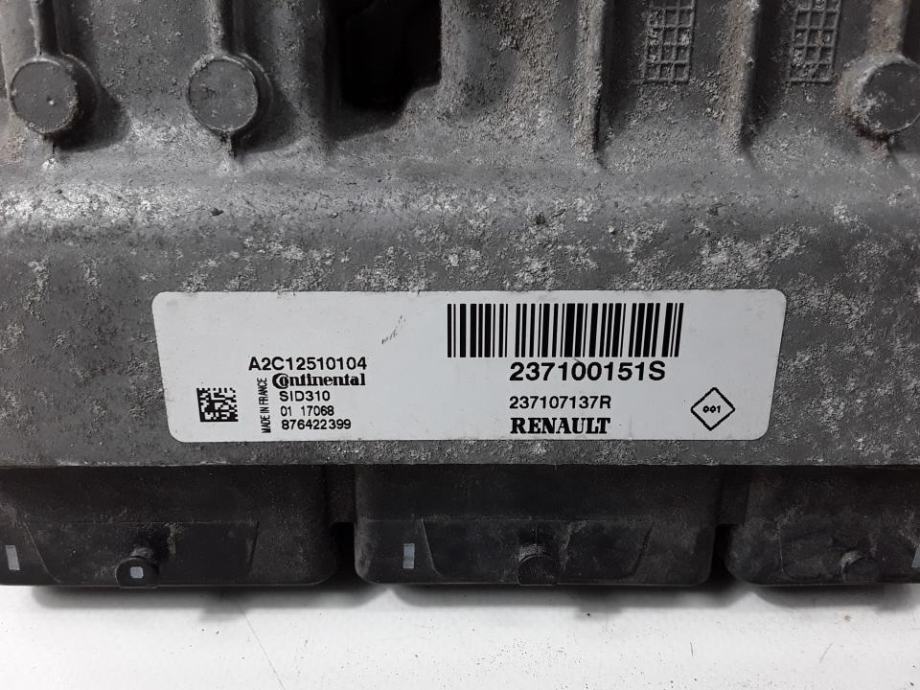 A2C12510104
MADE IN FRANCE
Continental
SID310
01 17068
876422399
237100151S
237107137R
RENAULT
001